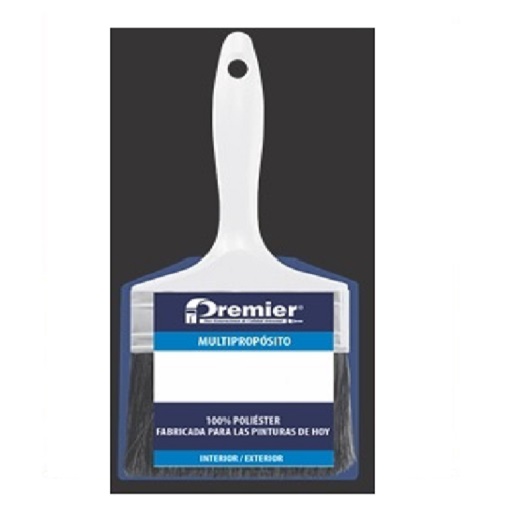 Premier®
MULTIPROPÓSITO
100% POLIÉSTER
FABRICADA PARA LAS PINTURAS DE HOY
INTERIOR / EXTERIOR